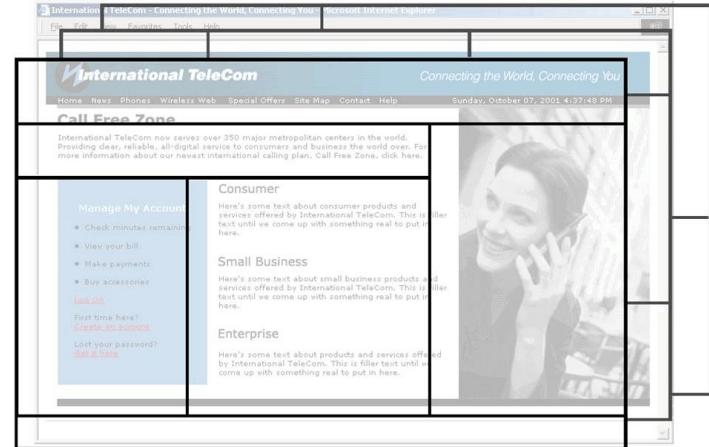 International TeleCom - Connecting the World, Connecting You - Microsoft Internet Explorer
File Edit View Favorites Tools Help
International TeleCom
Connecting the World, Connecting You
Home News Phones Wireless Web Special Offers Site Map Contact Help
Sunday, October 07, 2001 4:37:48 PM
Call Free Zone
International TeleCom now serves over 350 major metropolitan centers in the world.
Providing clear, reliable, all-digital service to consumers and business the world over. For
more information about our newest international calling plan, Call Free Zone, click here.
Manage My Account
Check minutes remaining
View your bill
Make payments
Buy accessories
Log On
First time here?
Create an account
Lost your password?
Get it here
Consumer
Here's some text about consumer products and
services offered by International TeleCom. This is filler
text until we come up with something real to put in
here.
Small Business
Here's some text about small business products and
services offered by International TeleCom. This is filler
text until we come up with something real to put in
here.
Enterprise
Here's some text about products and services offered
by International TeleCom. This is filler text until we
come up with something real to put in here.